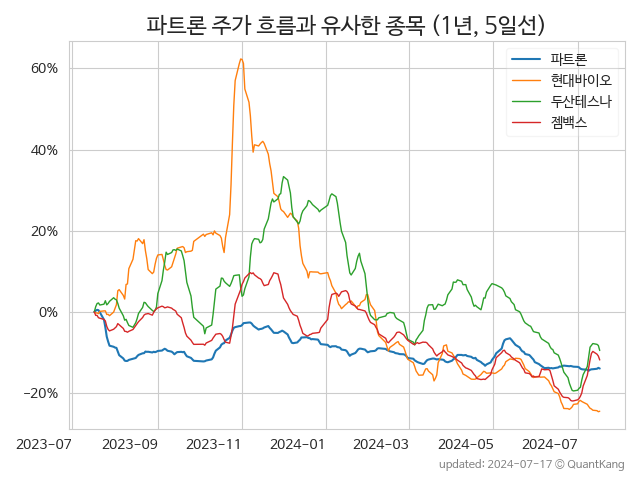 파트론 주가 흐름과 유사한 종목 (1년, 5일선)
파트론
현대바이오
두산테스나
젬백스
60%
40%
20%
0%
−20%
2023-07
2023-09
2023-11
2024-01
2024-03
2024-05
2024-07
updated: 2024-07-17 © QuantKang